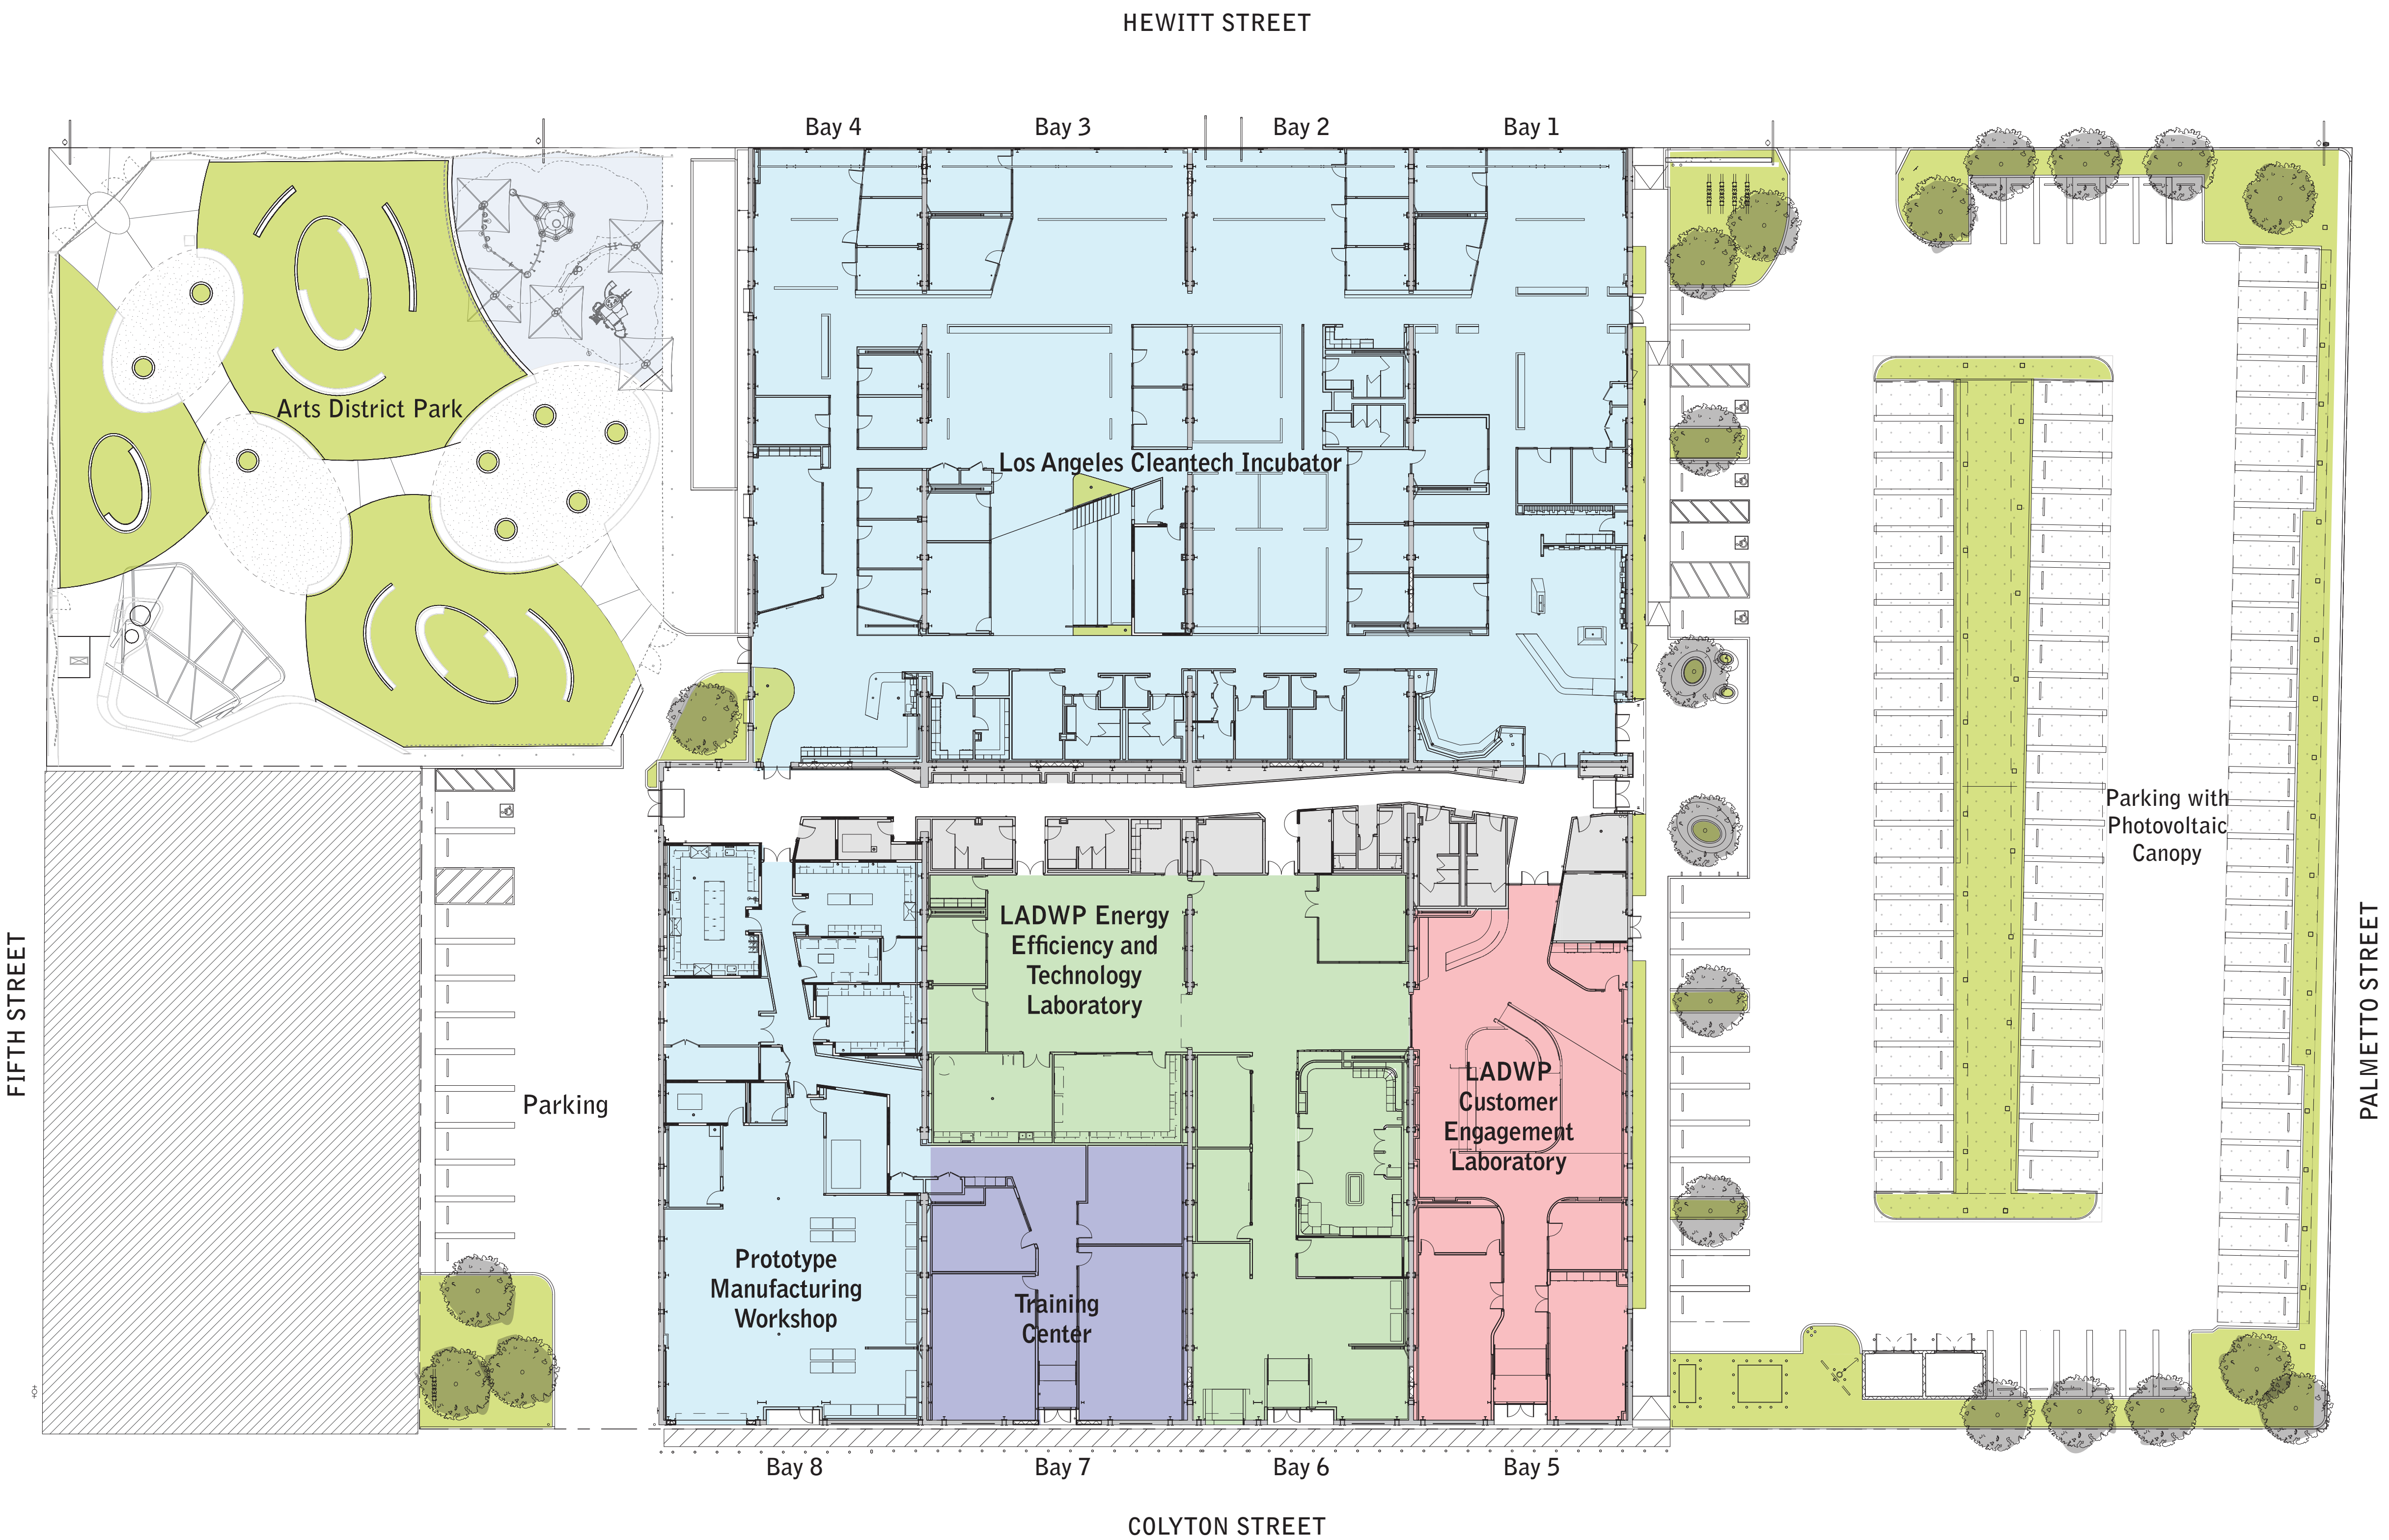 HEWITT STREET
Bay 4
Bay 3
Bay 2
Bay 1
Arts District Park
Los Angeles Cleantech Incubator
Parking with
Photovoltaic
Canopy
LADWP Energy
Efficiency and
Technology
Laboratory
FIFTH STREET
PALMETTO STREET
Parking
LADWP
Customer
Engagement
Laboratory
Prototype
Manufacturing
Workshop
Training
Center
Bay 8
Bay 7
Bay 6
Bay 5
COLYTON STREET